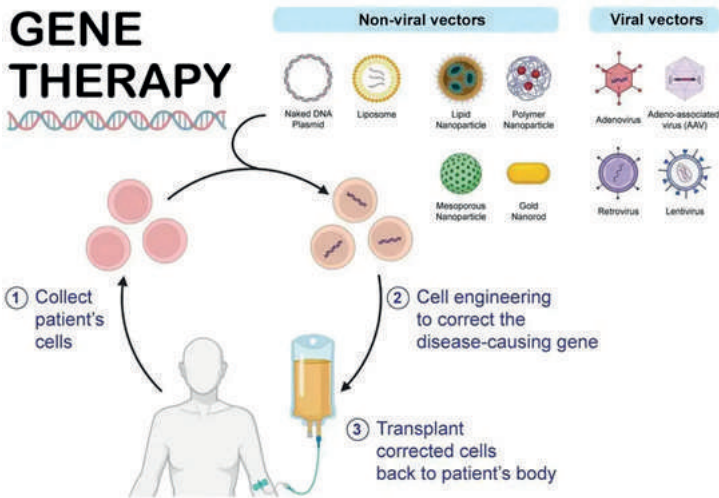 GENE
THERAPY
Non-viral vectors
Viral vectors
Naked DNA
Plasmid
Liposome
Lipid
Nanoparticle
Polymer
Nanoparticle
Adenovirus
Adeno-associated
virus (AAV)
Mesoporous
Nanoparticle
Gold
Nanorod
Retrovirus
Lentivirus
1 Collect
patient's
cells
2 Cell engineering
to correct the
disease-causing gene
3 Transplant
corrected cells
back to patient's body